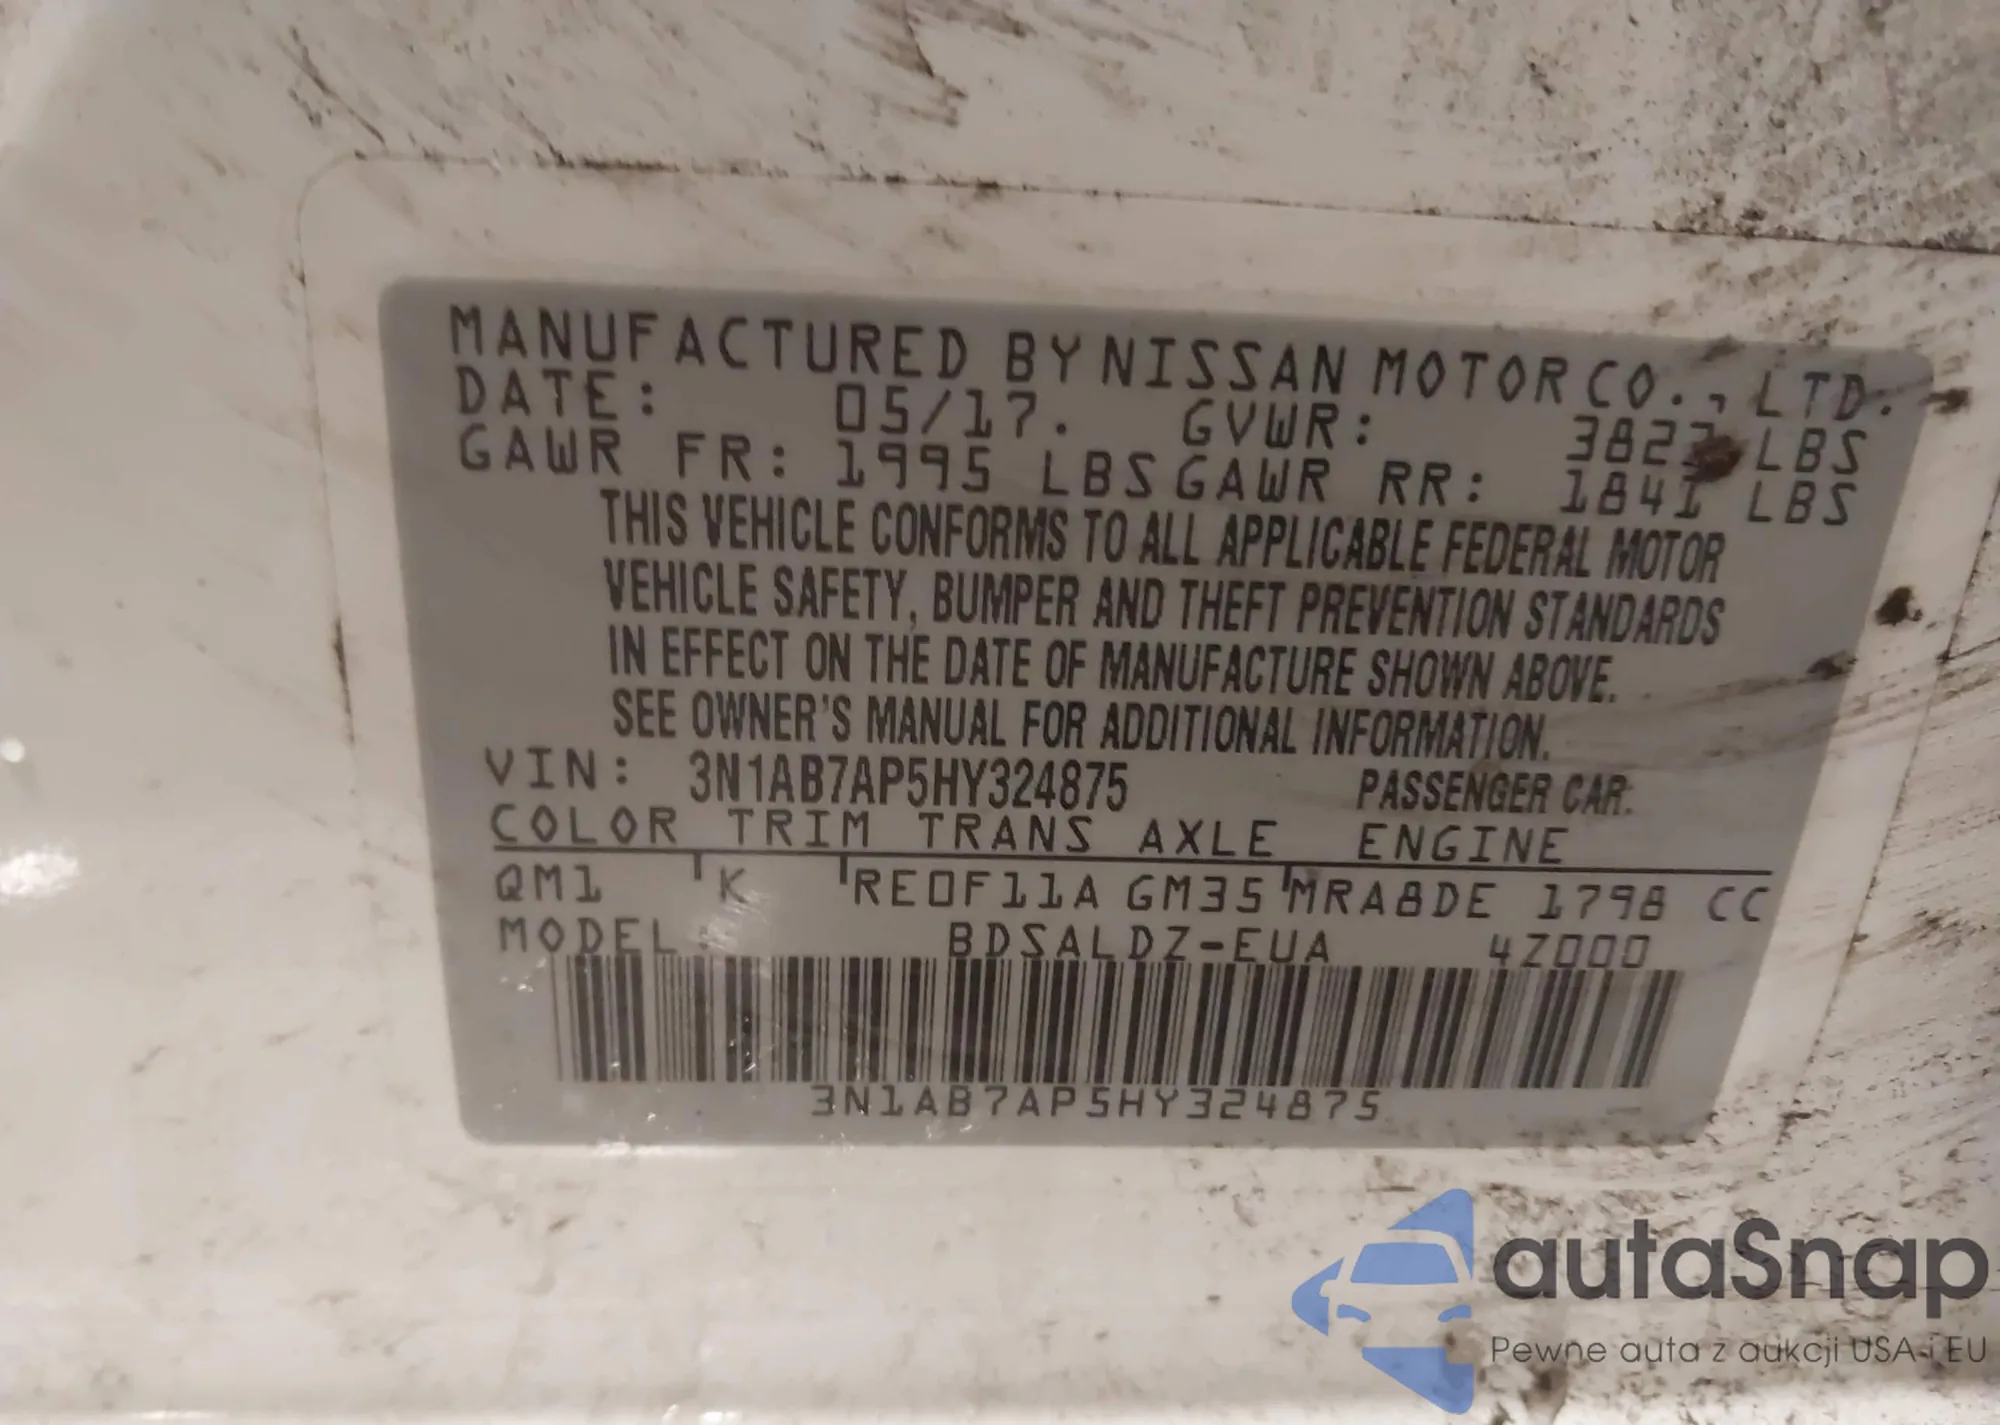 MANUFACTURED BY NISSAN MOTOR CO., LTD.
DATE: 05/17. GVWR: LBS
GAWR FR: 1995 LBS GAWR RR: 1841 LBS
THIS VEHICLE CONFORMS TO ALL APPLICABLE FEDERAL MOTOR
VEHICLE SAFETY, BUMPER AND THEFT PREVENTION STANDARDS
IN EFFECT ON THE DATE OF MANUFACTURE SHOWN ABOVE.
SEE OWNER'S MANUAL FOR ADDITIONAL INFORMATION.
VIN: 3N1AB7AP5HY324875 PASSENGER CAR.
COLOR TRIM TRANS AXLE ENGINE
QM1 K RE0F11A GM35 MRA8DE 1798 CC
MODEL: BDSALDZ-EUA 4Z000
3N1AB7AP5HY324875
autaSnap
Pewne auta z aukcji USA i EU